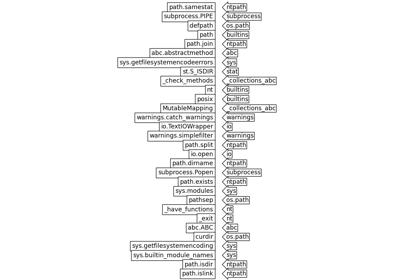 path.samestat ntpath
subprocess.PIPE subprocess
defpath os.path
path builtins
path.join ntpath
abc.abstractmethod abc
sys.getfilesystemencodeerrors sys
st.S_ISDIR stat
_check_methods _collections_abc
nt builtins
posix builtins
MutableMapping _collections_abc
warnings.catch_warnings warnings
io.TextIOWrapper io
warnings.simplefilter warnings
path.split ntpath
io.open io
path.dirname ntpath
subprocess.Popen subprocess
path.exists ntpath
sys.modules sys
pathsep os.path
_have_functions nt
_exit nt
abc.ABC abc
curdir os.path
sys.getfilesystemencoding sys
sys.builtin_module_names sys
path.isdir ntpath
path.islink ntpath